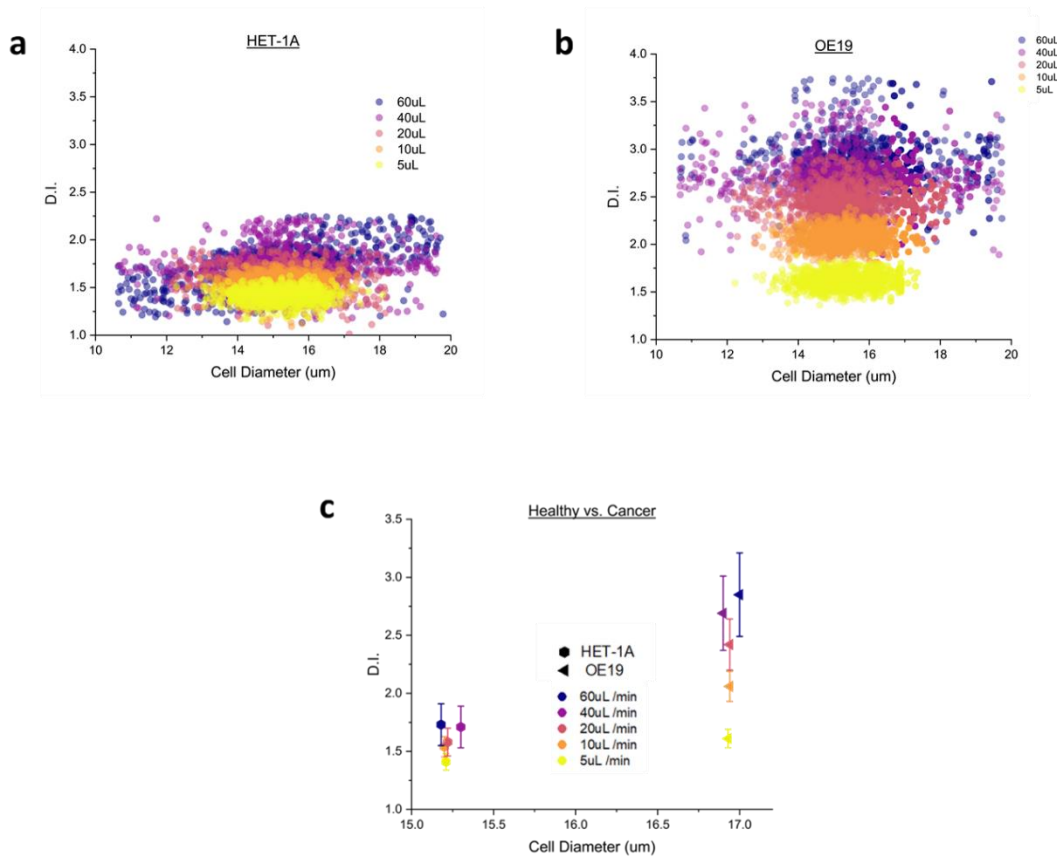 a
HET-1A
4.0
3.5
3.0
2.5
2.0
1.5
1.0
D.I.
60uL
40uL
20uL
10uL
5uL
10 12 14 16 18 20
Cell Diameter (um)
b
OE19
4.0
3.5
3.0
2.5
2.0
1.5
1.0
D.I.
60uL
40uL
20uL
10uL
5uL
10 12 14 16 18 20
Cell Diameter (um)
c
Healthy vs. Cancer
3.5
3.0
2.5
2.0
1.5
1.0
D.I.
HET-1A
OE19
60uL /min
40uL /min
20uL /min
10uL /min
5uL /min
15.0 15.5 16.0 16.5 17.0
Cell Diameter (um)